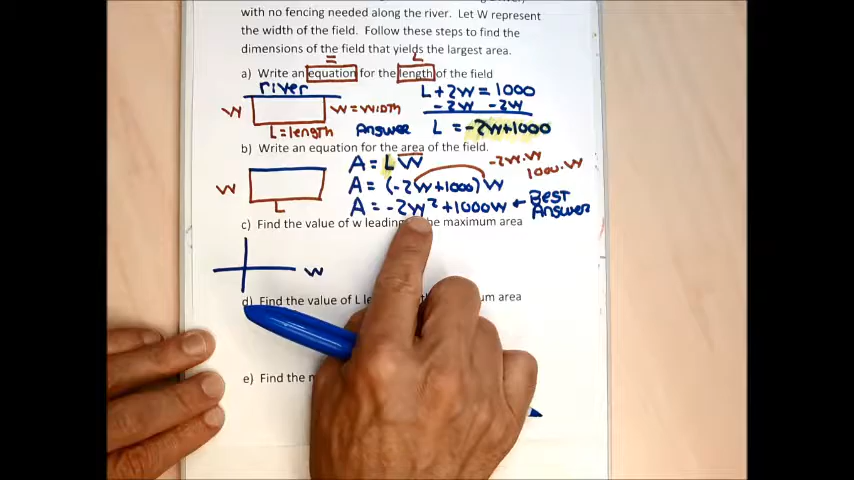 with no fencing needed along the river. Let W represent
the width of the field. Follow these steps to find the
dimensions of the field that yields the largest area.
= L
a) Write an equation for the length of the field
river
W W = WIDTH
L = length
L + 2W = 1000
-2W -2W
Answer L = -2W+1000
b) Write an equation for the area of the field.
W
L
A = LW
-2W·W
1000·W
A = (-2W+1000)W
A = -2W² +1000W ← Best Answer
c) Find the value of w leading the maximum area
W
d) Find the value of L area
e) Find the